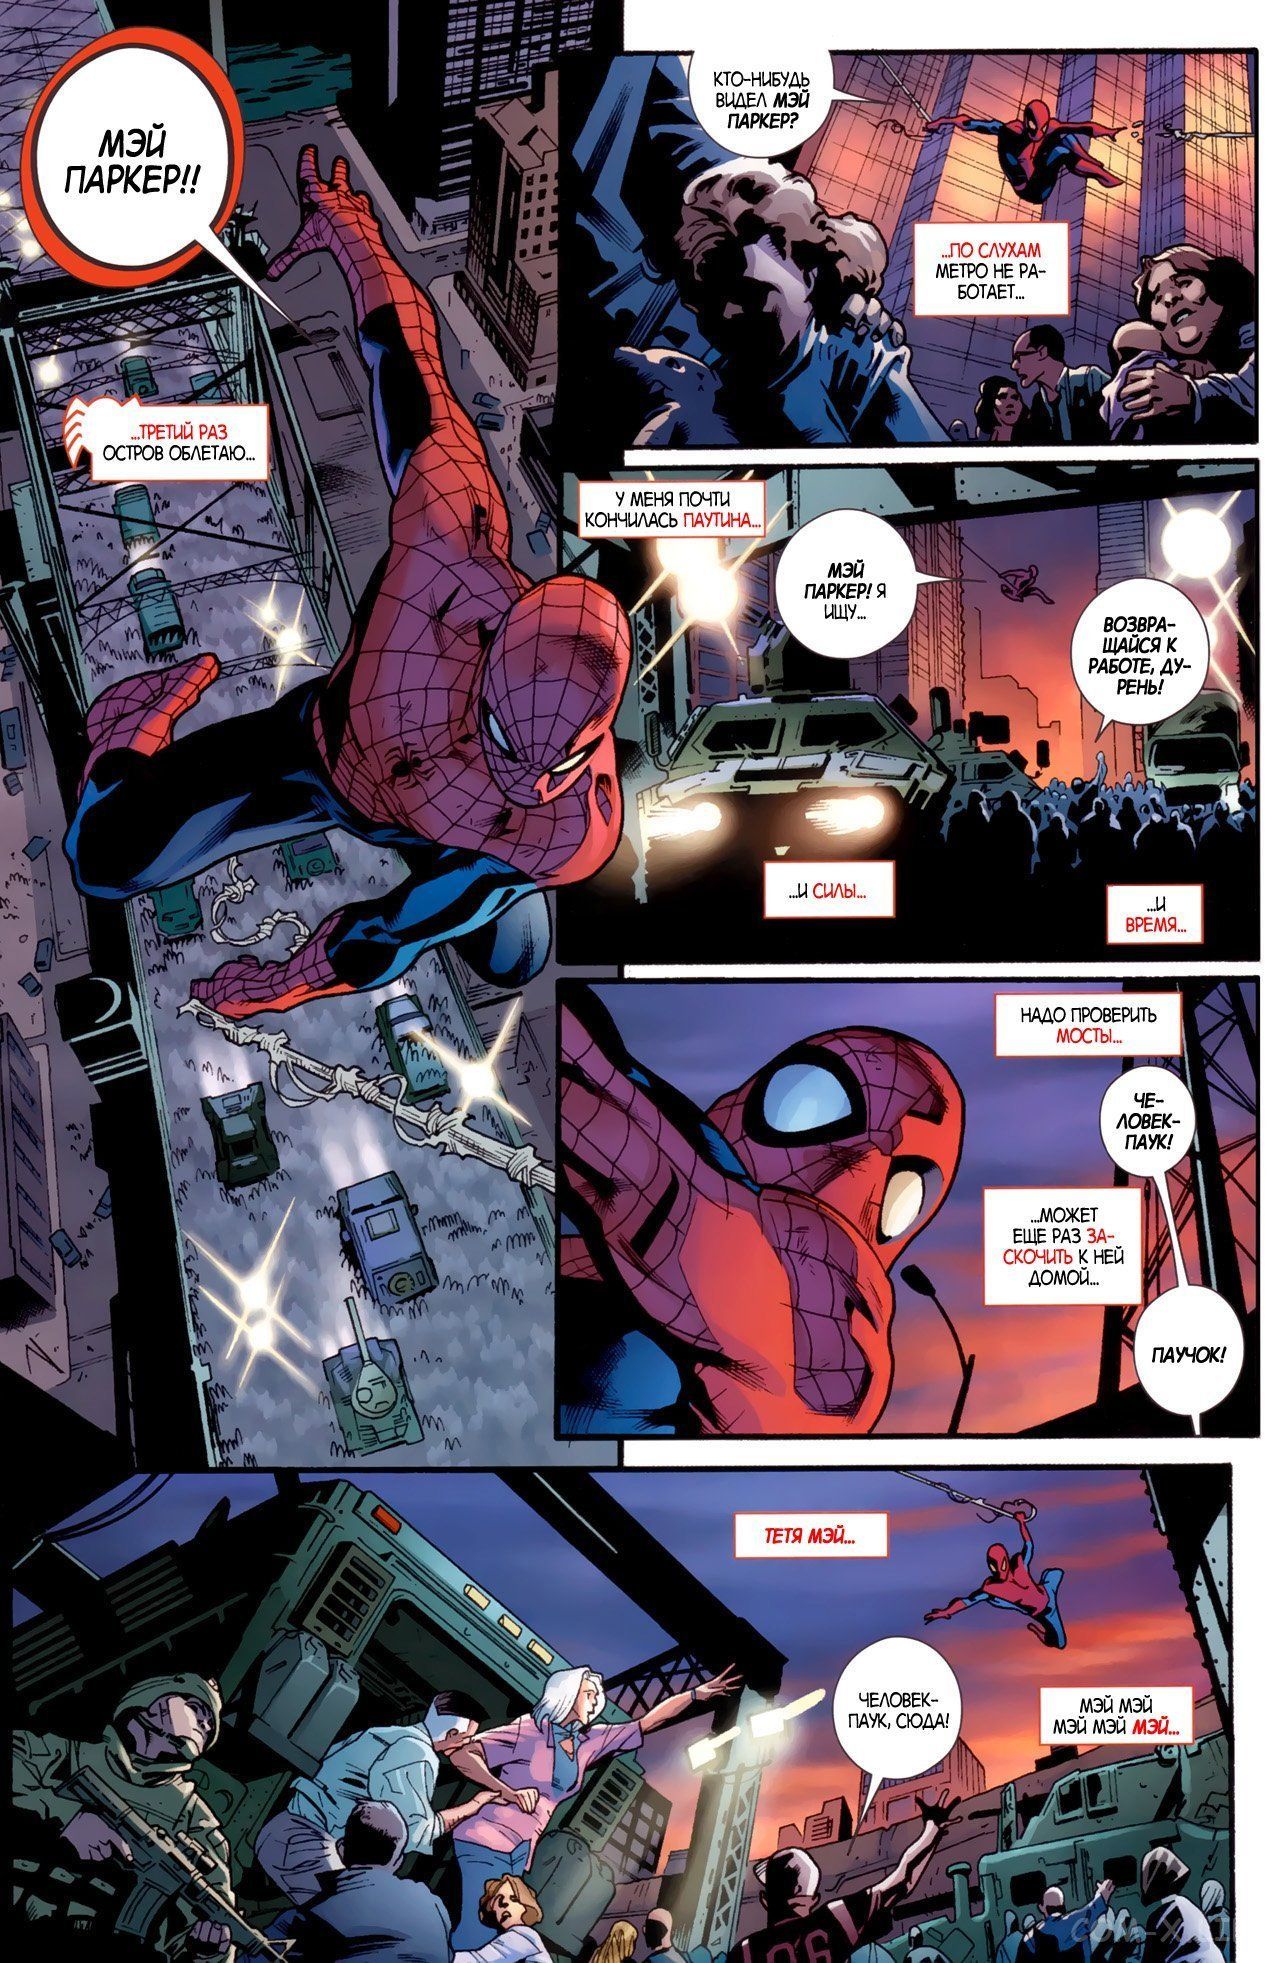 МЭЙ
ПАРКЕР!!
...ТРЕТИЙ РАЗ
ОСТРОВ ОБЛЕТАЮ...
КТО-НИБУДЬ
ВИДЕЛ МЭЙ
ПАРКЕР?
...ПО СЛУХАМ
МЕТРО НЕ РА-
БОТАЕТ...
У МЕНЯ ПОЧТИ
КОНЧИЛАСЬ ПАУТИНА...
МЭЙ
ПАРКЕР! Я
ИЩУ...
ВОЗВРА-
ЩАЙСЯ К
РАБОТЕ, ДУ-
РЕНЬ!
...И СИЛЫ...
...И
ВРЕМЯ...
НАДО ПРОВЕРИТЬ
МОСТЫ...
ЧЕ-
ЛОВЕК-
ПАУК!
...МОЖЕТ
ЕЩЕ РАЗ ЗА-
СКОЧИТЬ К НЕЙ
ДОМОЙ...
ПАУЧОК!
ТЕТЯ МЭЙ...
ЧЕЛОВЕК-
ПАУК, СЮДА!
МЭЙ МЭЙ
МЭЙ МЭЙ МЭЙ...
06